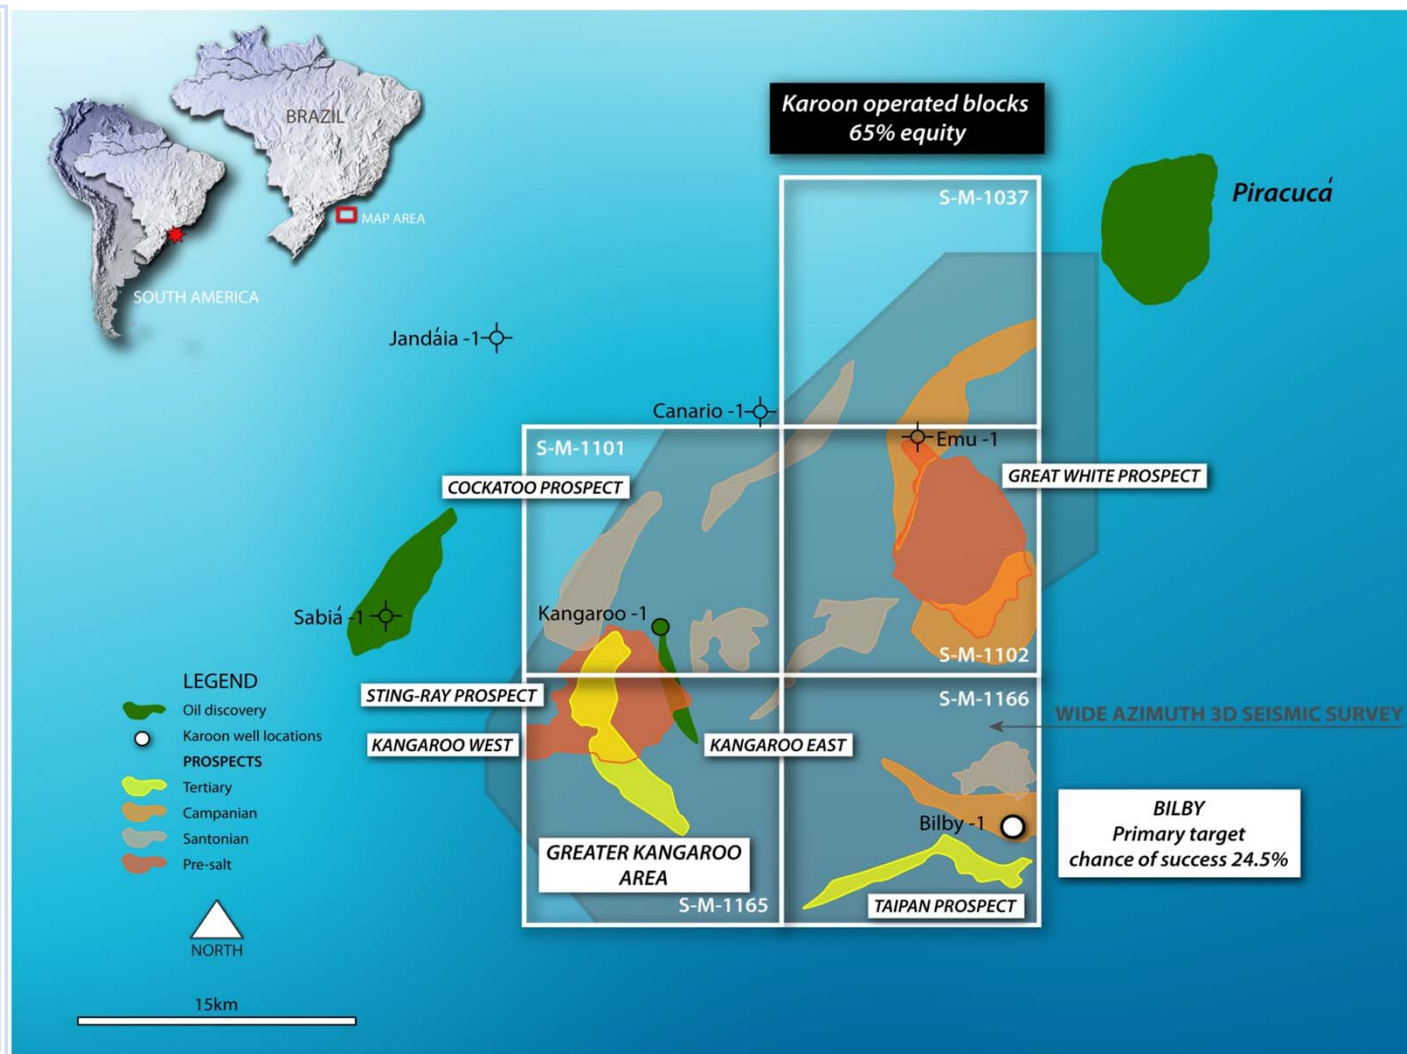 BRAZIL
MAP AREA
SOUTH AMERICA
Karoon operated blocks
65% equity
S-M-1037
Piracucá
Jandáia -1
Canario -1
S-M-1101
Emu -1
COCKATOO PROSPECT
GREAT WHITE PROSPECT
Sabiá -1
Kangaroo -1
S-M-1102
STING-RAY PROSPECT
S-M-1166
WIDE AZIMUTH 3D SEISMIC SURVEY
KANGAROO WEST
KANGAROO EAST
LEGEND
Oil discovery
Karoon well locations
PROSPECTS
Tertiary
Campanian
Santonian
Pre-salt
Bilby -1
BILBY
Primary target
chance of success 24.5%
GREATER KANGAROO
AREA
S-M-1165
TAIPAN PROSPECT
NORTH
15km